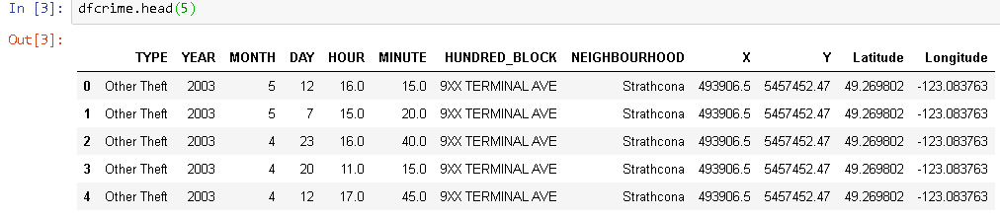 In [3]: dfcrime.head(5)
Out[3]:
TYPE YEAR MONTH DAY HOUR MINUTE HUNDRED_BLOCK NEIGHBOURHOOD X Y Latitude Longitude
0 Other Theft 2003 5 12 16.0 15.0 9XX TERMINAL AVE Strathcona 493906.5 5457452.47 49.269802 -123.083763
1 Other Theft 2003 5 7 15.0 20.0 9XX TERMINAL AVE Strathcona 493906.5 5457452.47 49.269802 -123.083763
2 Other Theft 2003 4 23 16.0 40.0 9XX TERMINAL AVE Strathcona 493906.5 5457452.47 49.269802 -123.083763
3 Other Theft 2003 4 20 11.0 15.0 9XX TERMINAL AVE Strathcona 493906.5 5457452.47 49.269802 -123.083763
4 Other Theft 2003 4 12 17.0 45.0 9XX TERMINAL AVE Strathcona 493906.5 5457452.47 49.269802 -123.083763